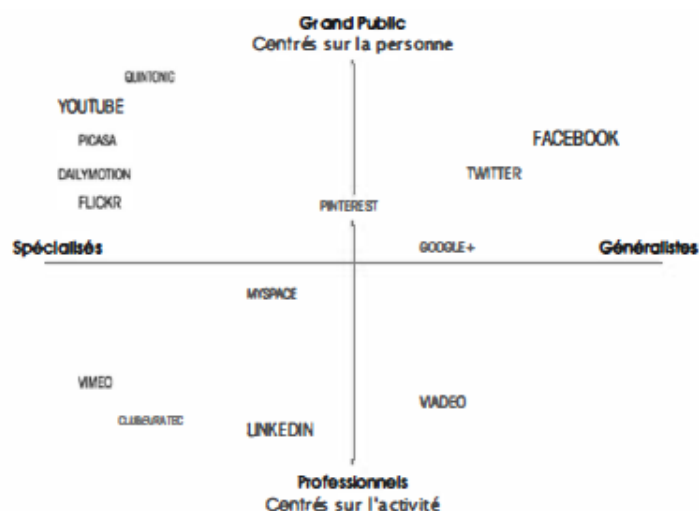 Grand Public
Centrés sur la personne
QUINTONIC
YOUTUBE
PICASA
FACEBOOK
DAILYMOTION
TWITTER
FLICKR
PINTEREST
Spécialisés
GOOGLE+
Généralistes
MYSPACE
VIMEO
VIADEO
CLUBEURATEC
LINKEDIN
Professionnels
Centrés sur l'activité